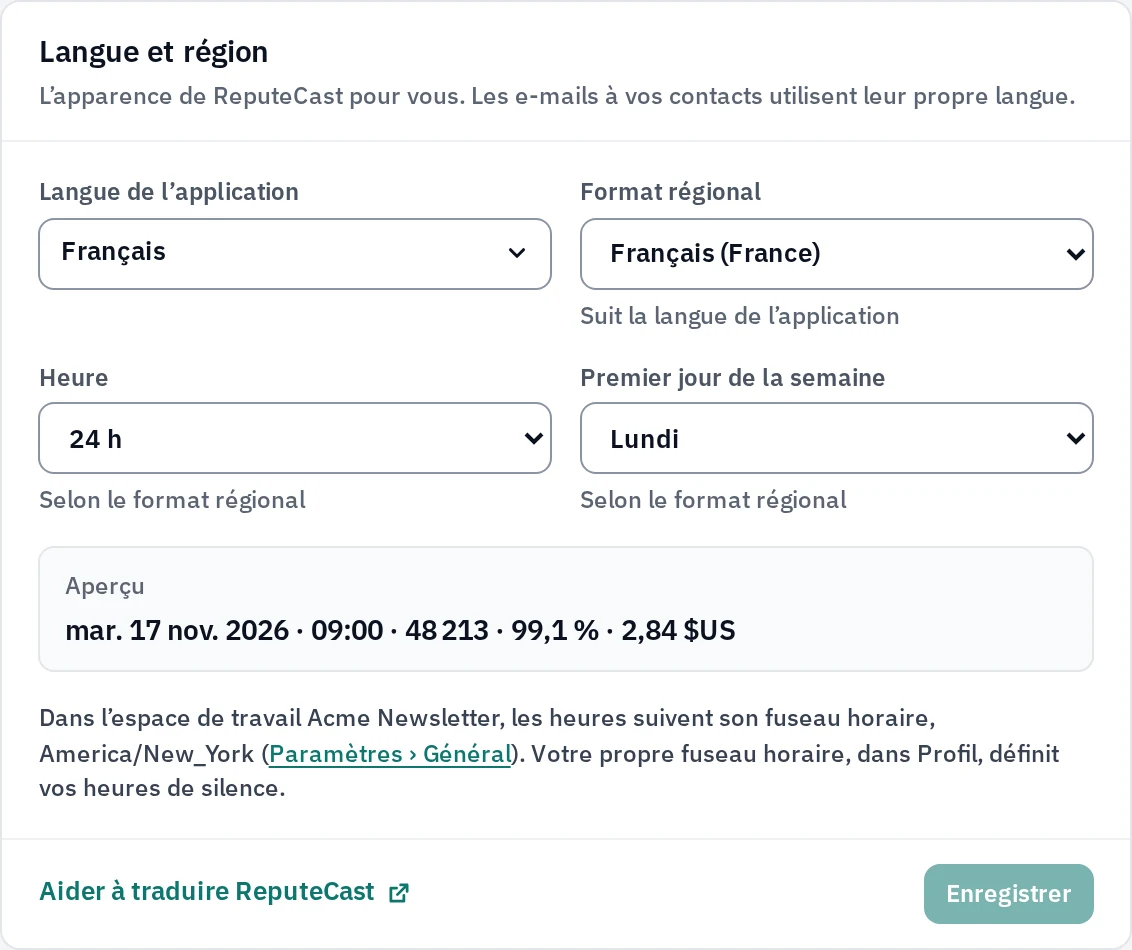 Langue et région
L’apparence de ReputeCast pour vous. Les e-mails à vos contacts utilisent leur propre langue.
Langue de l’application
Format régional
Français
Français (France)
Suit la langue de l’application
Heure
Premier jour de la semaine
24 h
Lundi
Selon le format régional
Selon le format régional
Aperçu
mar. 17 nov. 2026 · 09:00 · 48 213 · 99,1 % · 2,84 $US
Dans l’espace de travail Acme Newsletter, les heures suivent son fuseau horaire,
America/New_York (Paramètres › Général). Votre propre fuseau horaire, dans Profil, définit
vos heures de silence.
Aider à traduire ReputeCast
Enregistrer